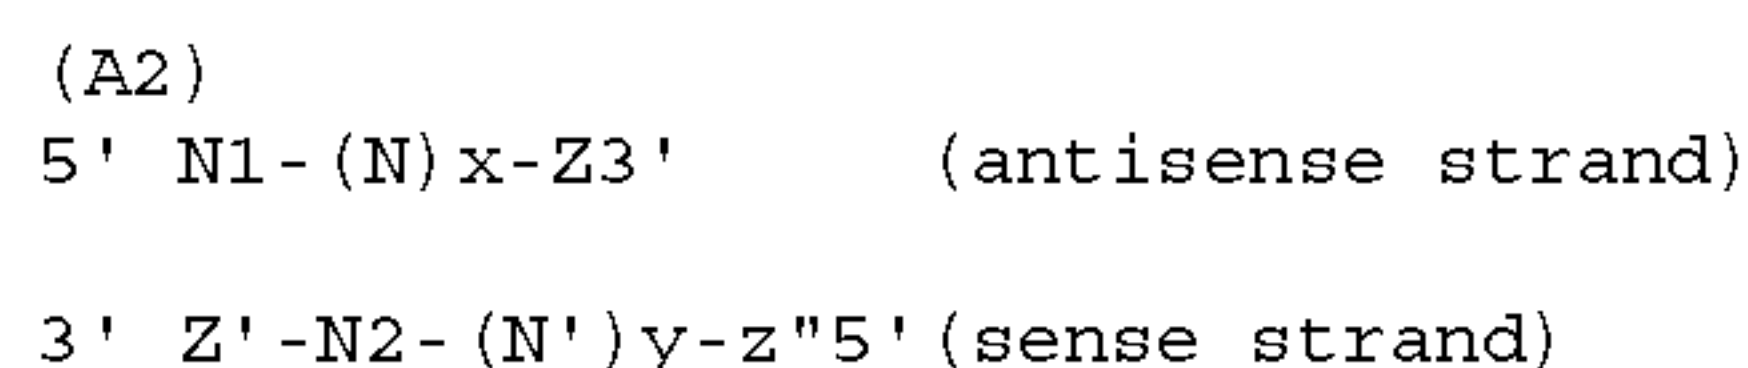 (A2)
5' N1-(N)x-Z3' (antisense strand)
3' Z'-N2-(N')y-z"5'(sense strand)